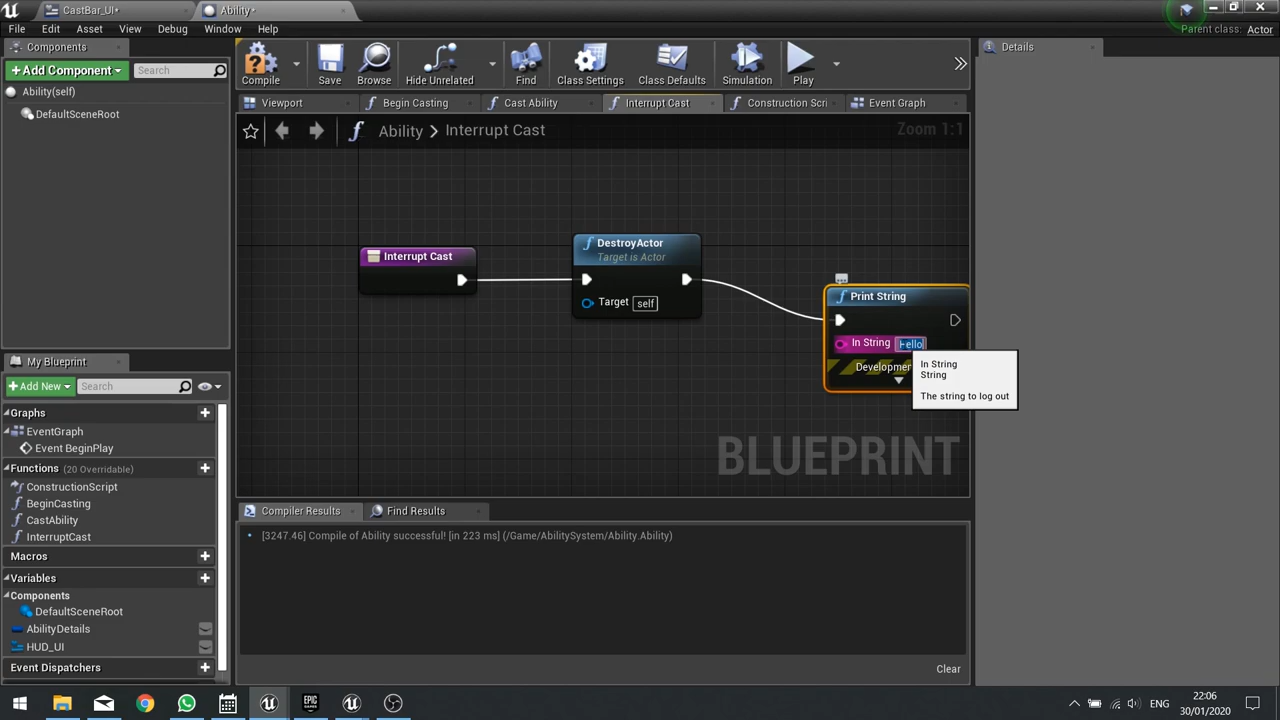 CastBar_UI*
Ability*
File Edit Asset View Debug Window Help
Parent class: Actor
Components
+ Add Component
Search
Ability(self)
DefaultSceneRoot
Compile
Save
Browse
Hide Unrelated
Find
Class Settings
Class Defaults
Simulation
Play
Details
Viewport
Begin Casting
Cast Ability
Interrupt Cast
Construction Scri
Event Graph
Ability > Interrupt Cast
Zoom 1:1
Interrupt Cast
DestroyActor
Target is Actor
Target self
Print String
In String Hello
Developmen
In String
String
The string to log out
BLUEPRINT
My Blueprint
+ Add New
Search
Graphs
EventGraph
Event BeginPlay
Functions (20 Overridable)
ConstructionScript
BeginCasting
CastAbility
InterruptCast
Macros
Variables
Components
DefaultSceneRoot
AbilityDetails
HUD_UI
Event Dispatchers
Compiler Results
Find Results
[3247.46] Compile of Ability successful! [in 223 ms] (/Game/AbilitySystem/Ability.Ability)
Clear
ENG
22:06
30/01/2020